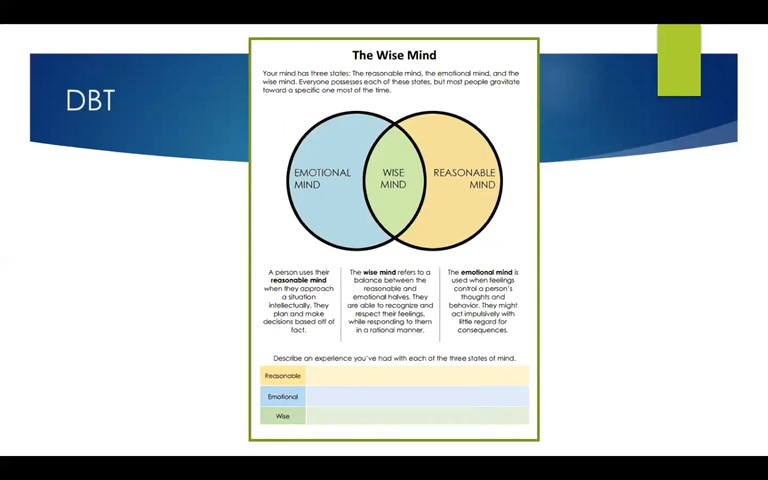 DBT
The Wise Mind
Your mind has three states: The reasonable mind, the emotional mind, and the
wise mind. Everyone possesses each of these states, but most people gravitate
toward a specific one most of the time.
EMOTIONAL
MIND
WISE
MIND
REASONABLE
MIND
A person uses their
reasonable mind
when they approach
a situation
intellectually. They
plan and make
decisions based off of
fact.
The wise mind refers to a
balance between the
reasonable and
emotional halves. They
are able to recognize and
respect their feelings,
while responding to them
in a rational manner.
The emotional mind is
used when feelings
control a person's
thoughts and
behavior. They might
act impulsively with
little regard for
consequences.
Describe an experience you've had with each of the three states of mind.
Reasonable
Emotional
Wise